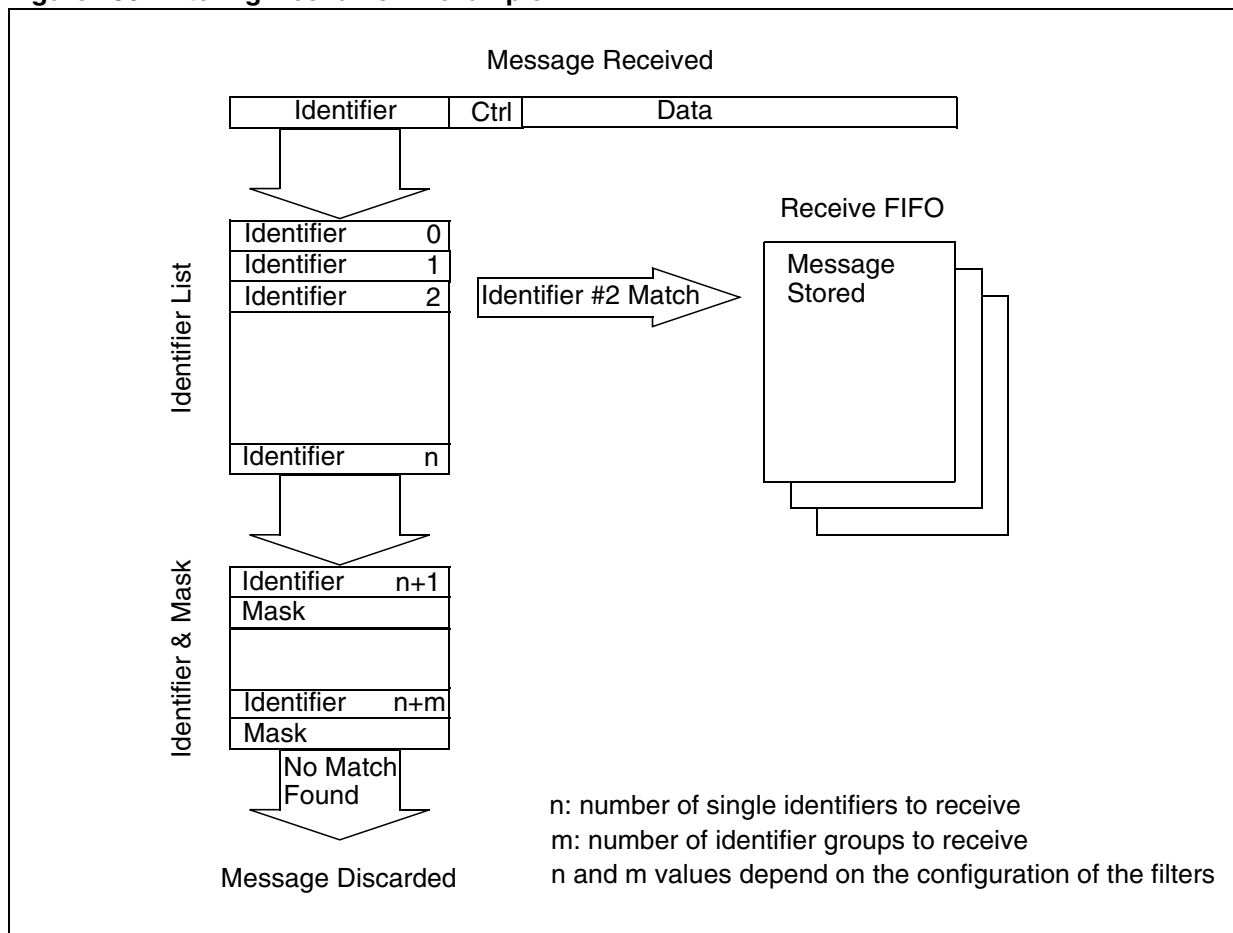 Message Received
Identifier Ctrl Data
Identifier List
Identifier 0
Identifier 1
Identifier 2
Identifier n
Identifier #2 Match
Receive FIFO
Message
Stored
Identifier & Mask
Identifier n+1
Mask
Identifier n+m
Mask
No Match
Found
Message Discarded
n: number of single identifiers to receive
m: number of identifier groups to receive
n and m values depend on the configuration of the filters